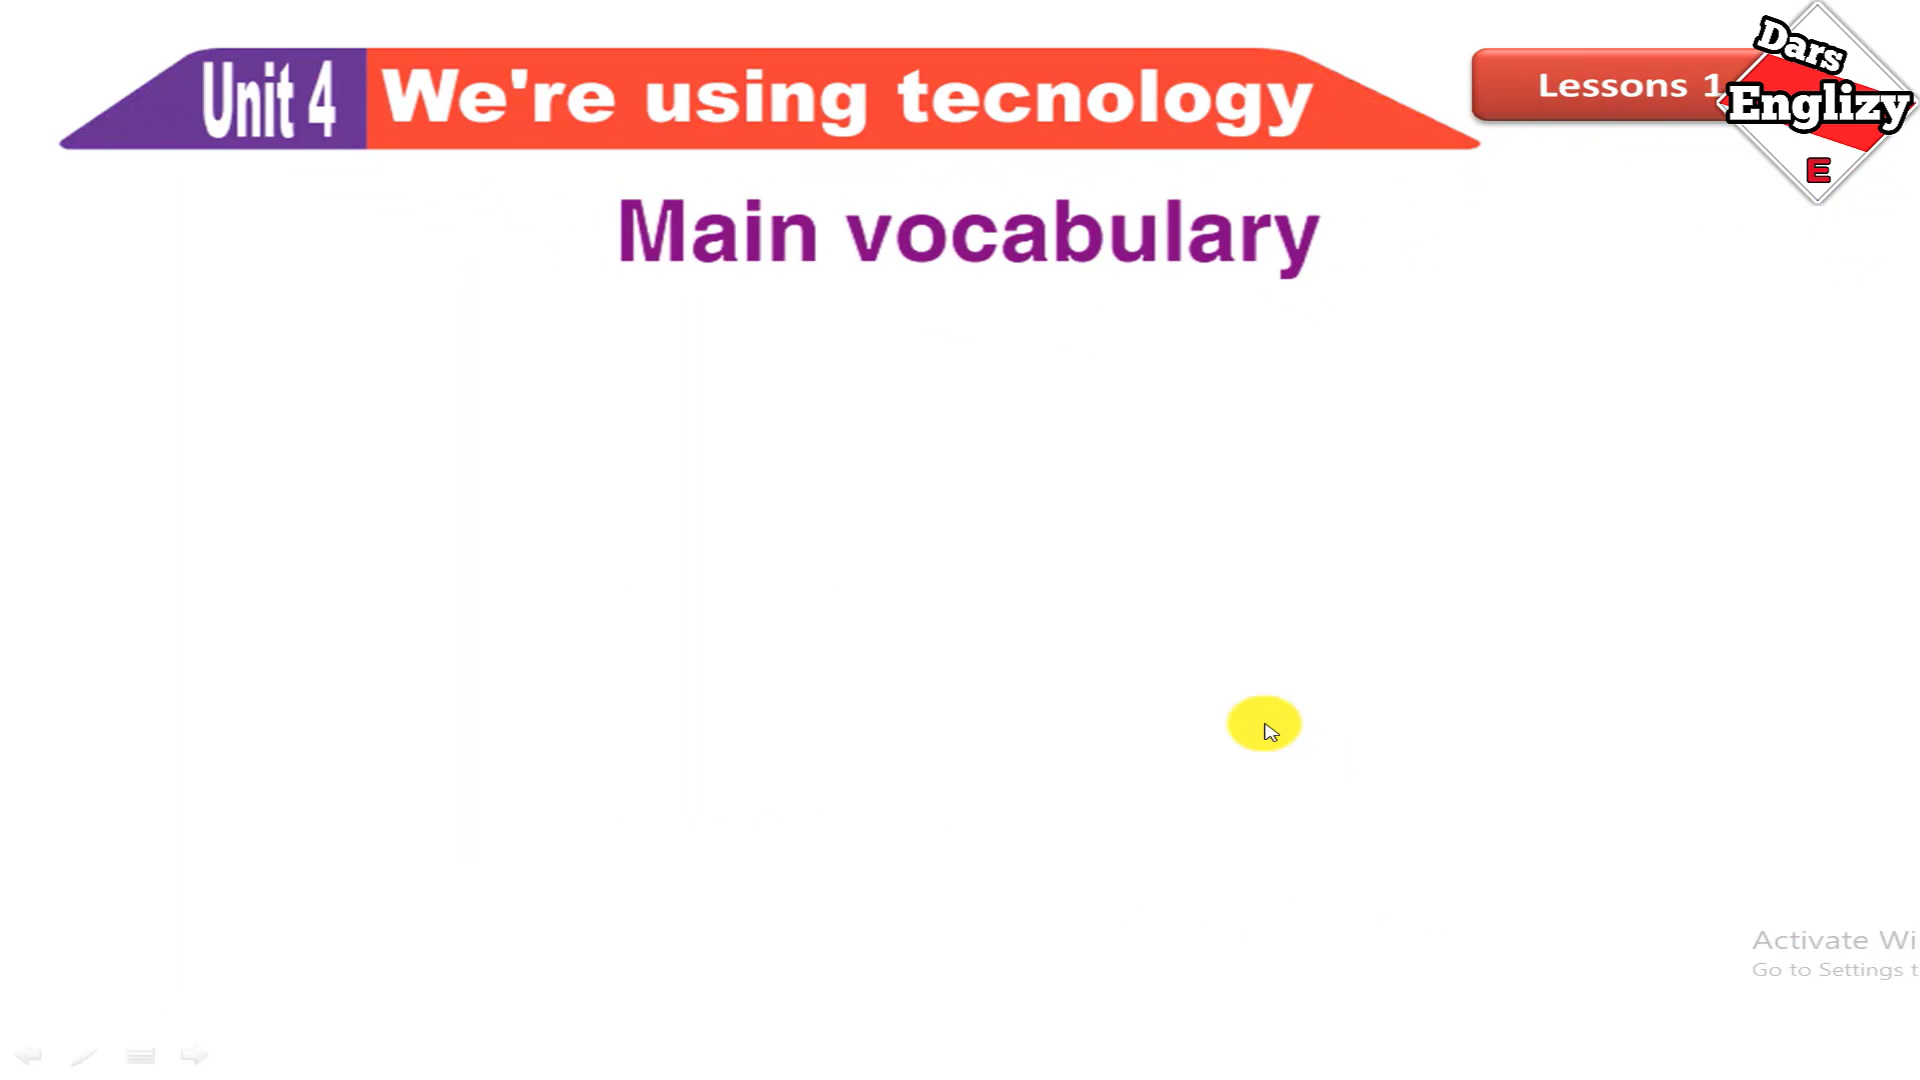 Unit 4 We're using tecnology
Lessons 1
Dars
Englizy
E
Main vocabulary
Activate Wi
Go to Settings t